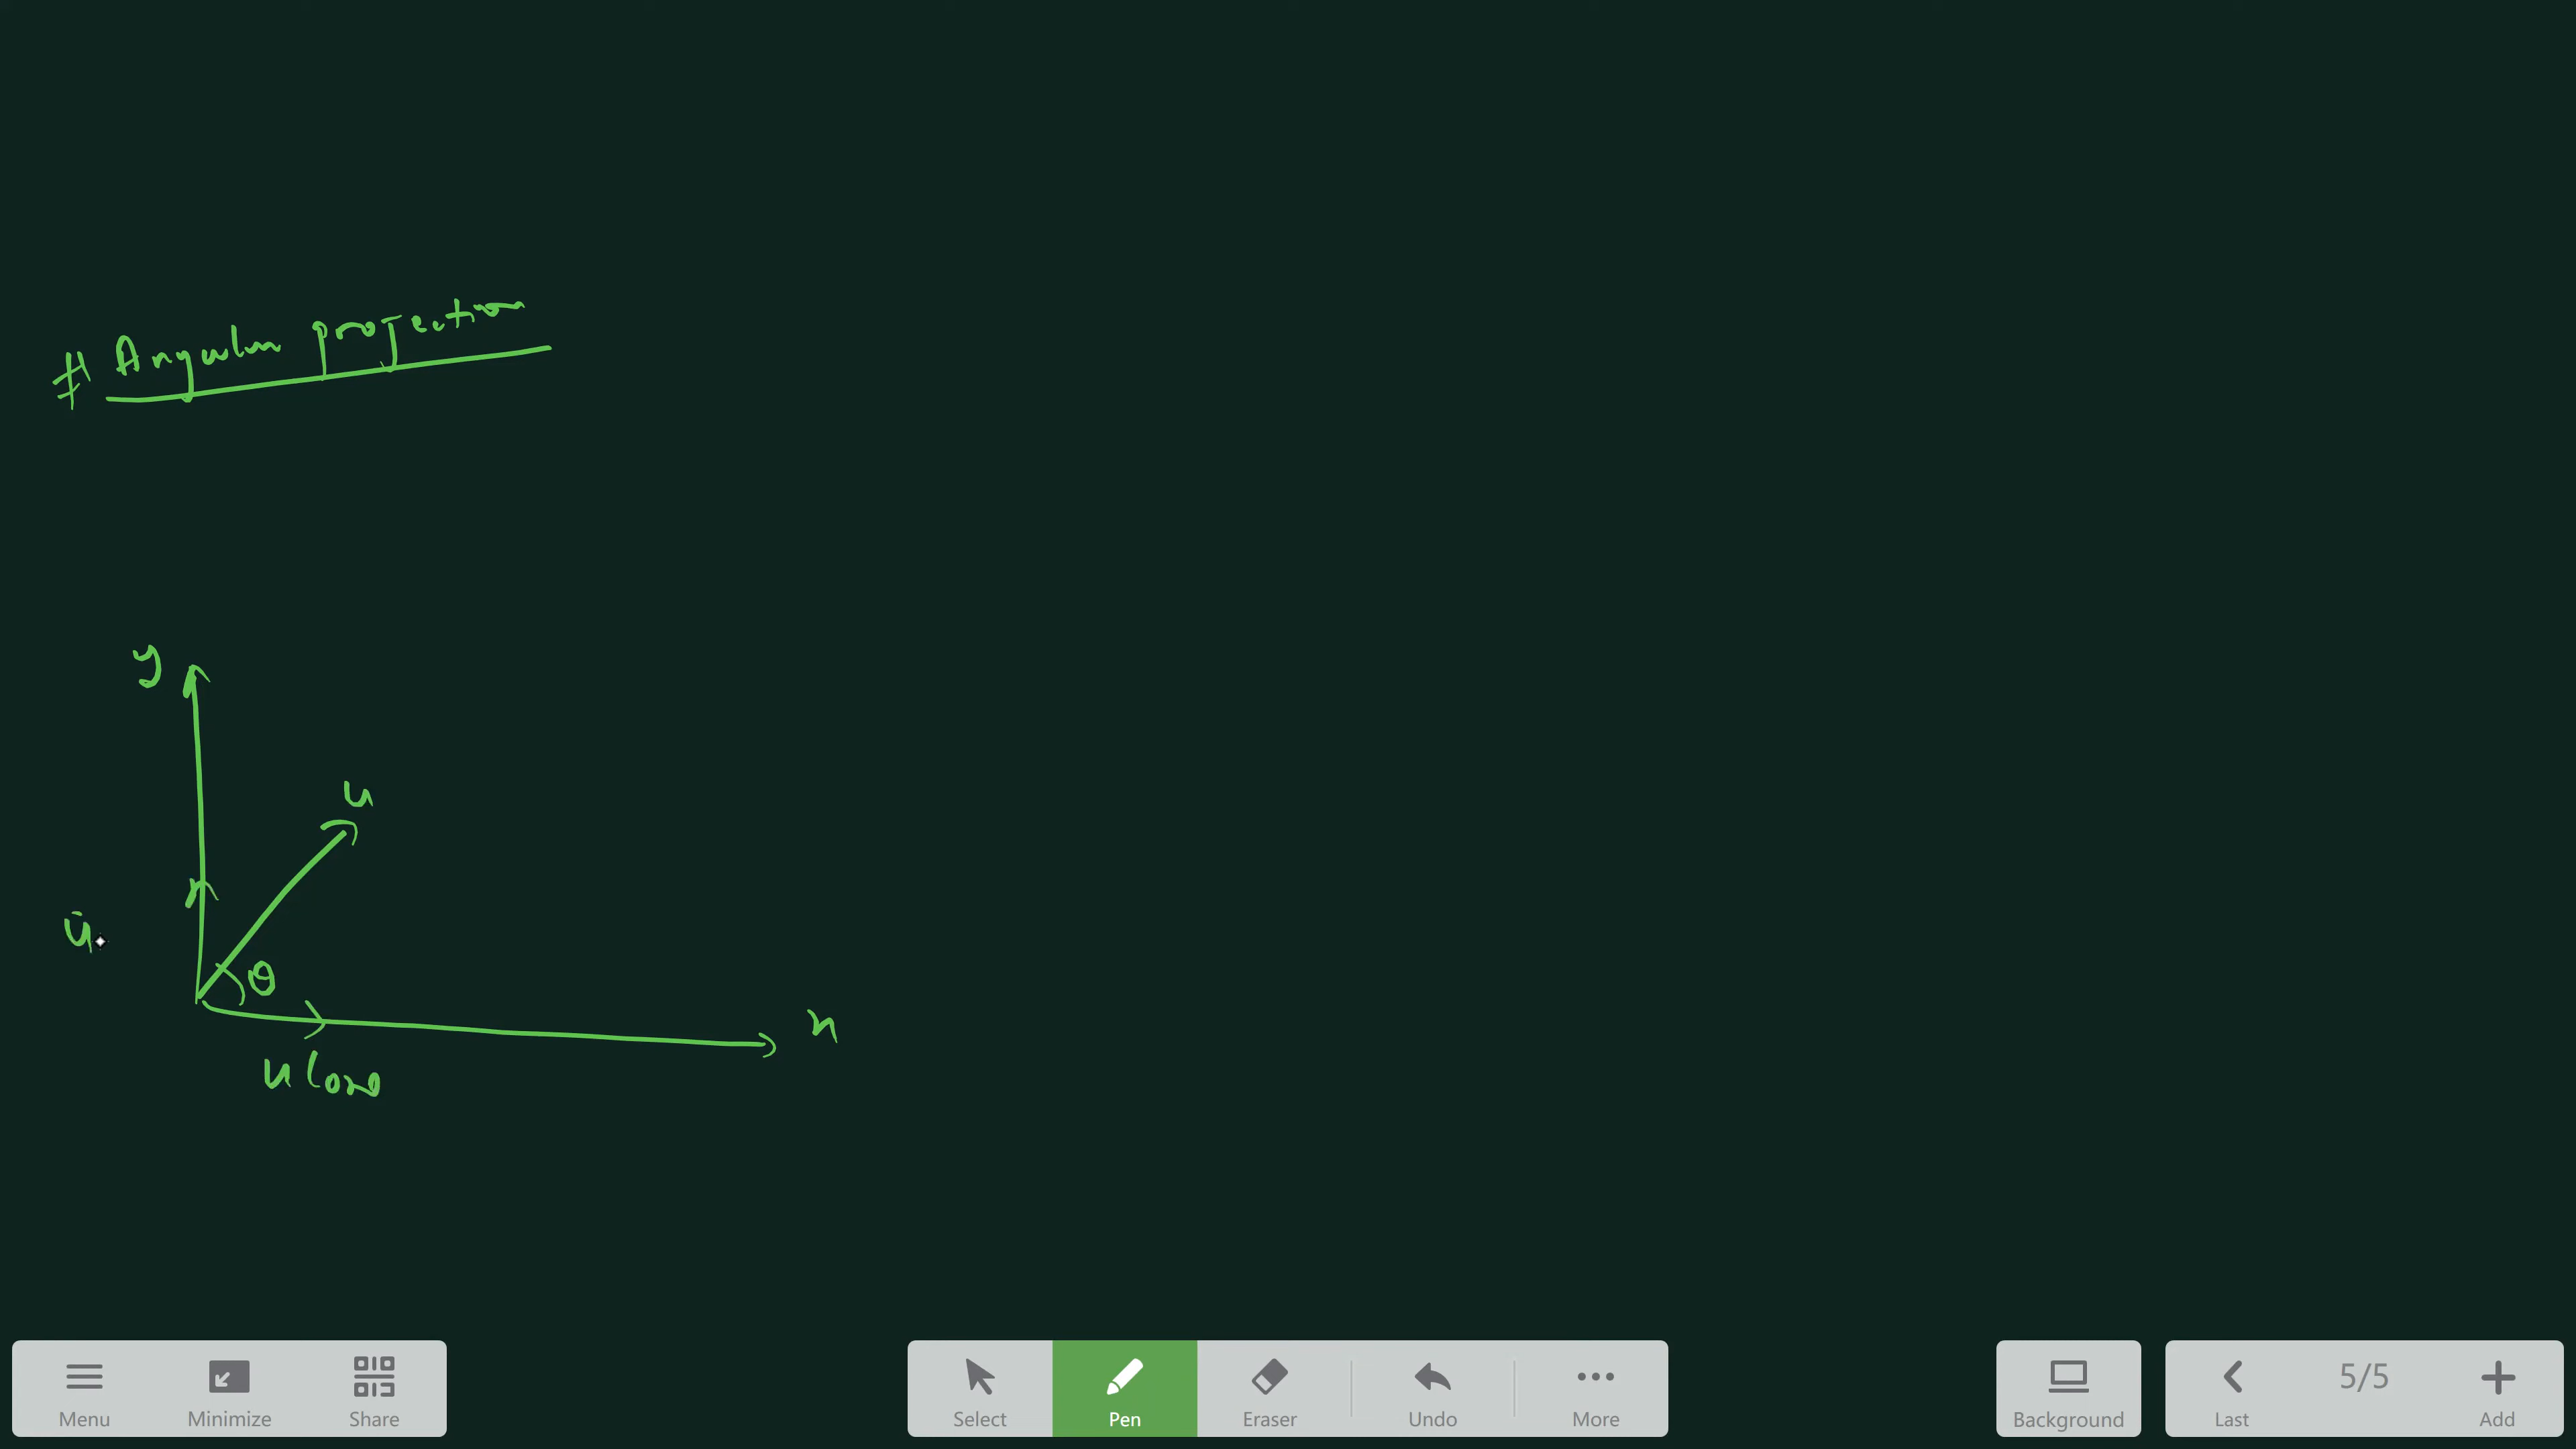 # Angular projection
y
u
u
θ
x
u Cosθ
Menu
Minimize
Share
Select
Pen
Eraser
Undo
More
Background
Last
5/5
Add